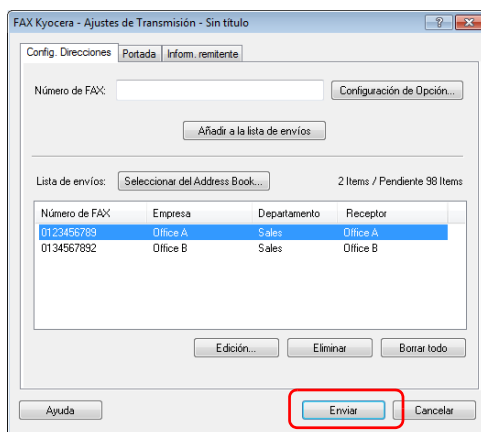 FAX Kyocera - Ajustes de Transmisión - Sin título
Config. Direcciones Portada Inform. remitente
Número de FAX: Configuración de Opción...
Añadir a la lista de envíos
Lista de envíos: Seleccionar del Address Book... 2 Items / Pendiente 98 Items
Número de FAX Empresa Departamento Receptor
0123456789 Office A Sales Office A
0134567892 Office B Sales Office B
Edición... Eliminar Borrar todo
Ayuda Enviar Cancelar